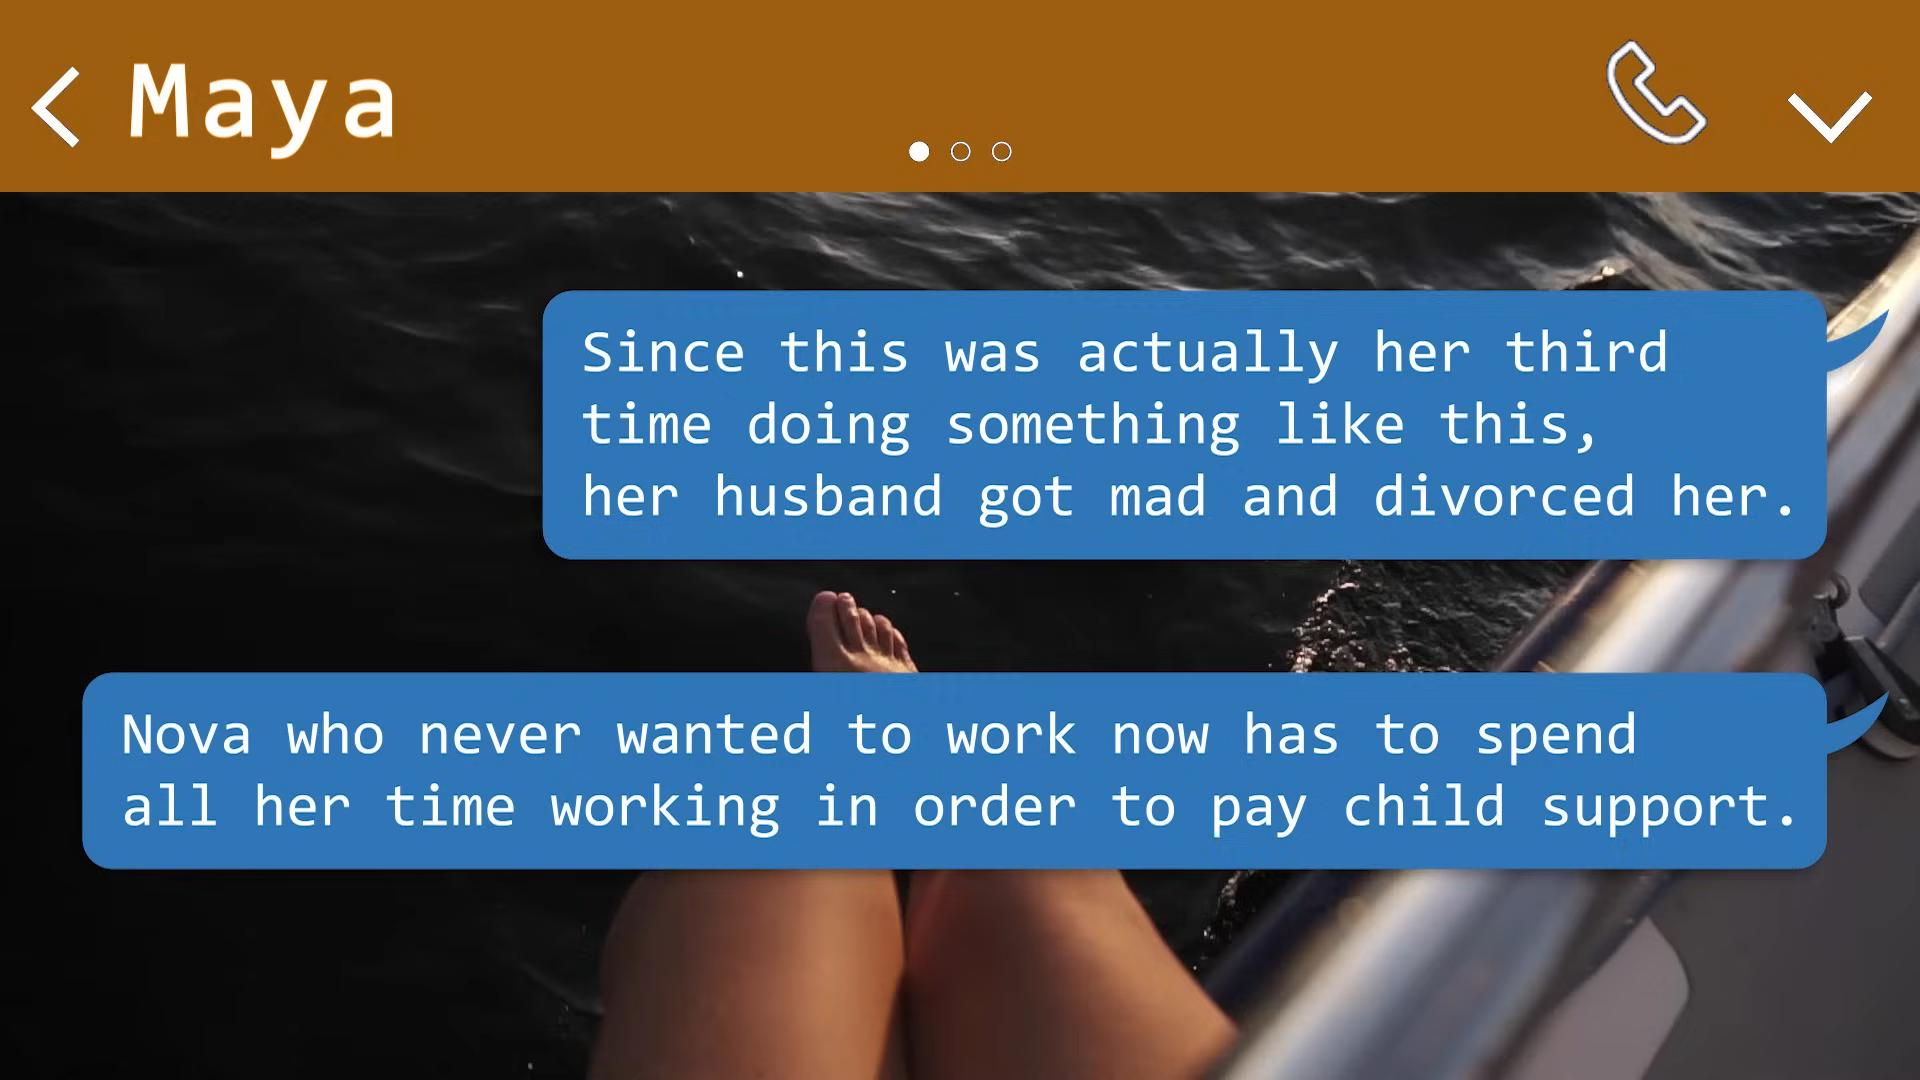 Maya
Since this was actually her third
time doing something like this,
her husband got mad and divorced her.
Nova who never wanted to work now has to spend
all her time working in order to pay child support.